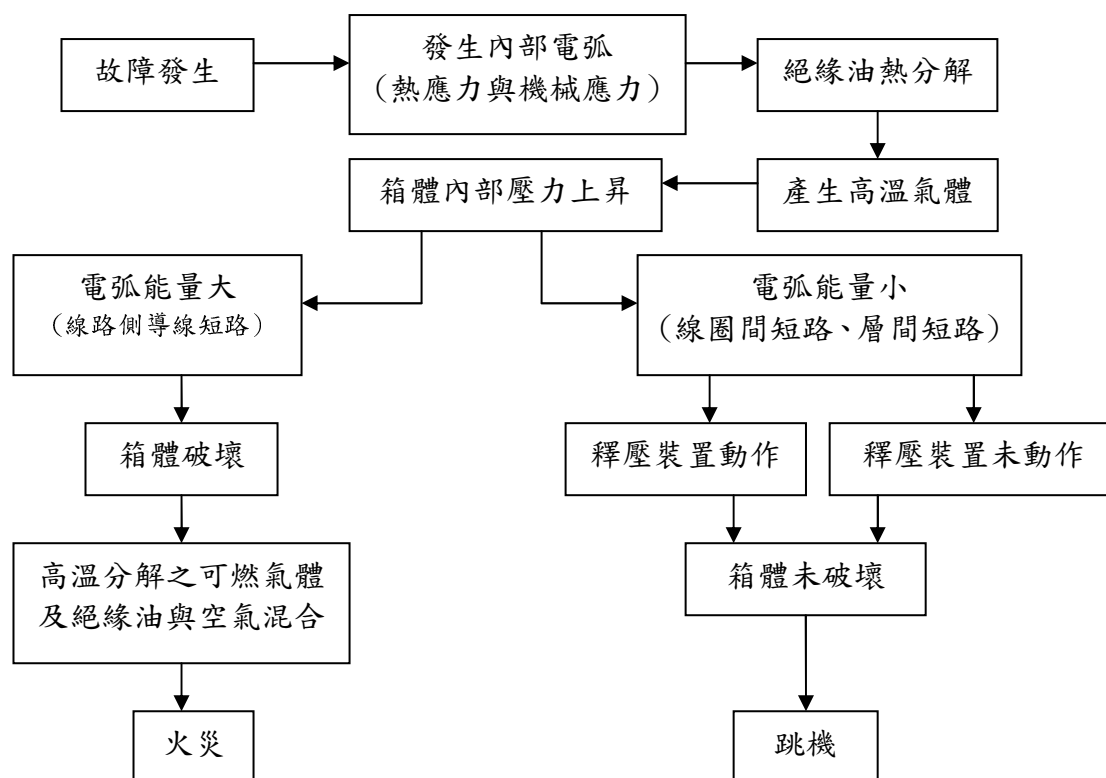 故障發生
發生內部電弧
（熱應力與機械應力）
絕緣油熱分解
箱體內部壓力上昇
產生高溫氣體
電弧能量大
（線路側導線短路）
電弧能量小
（線圈間短路、層間短路）
箱體破壞
釋壓裝置動作
釋壓裝置未動作
高溫分解之可燃氣體
及絕緣油與空氣混合
箱體未破壞
火災
跳機